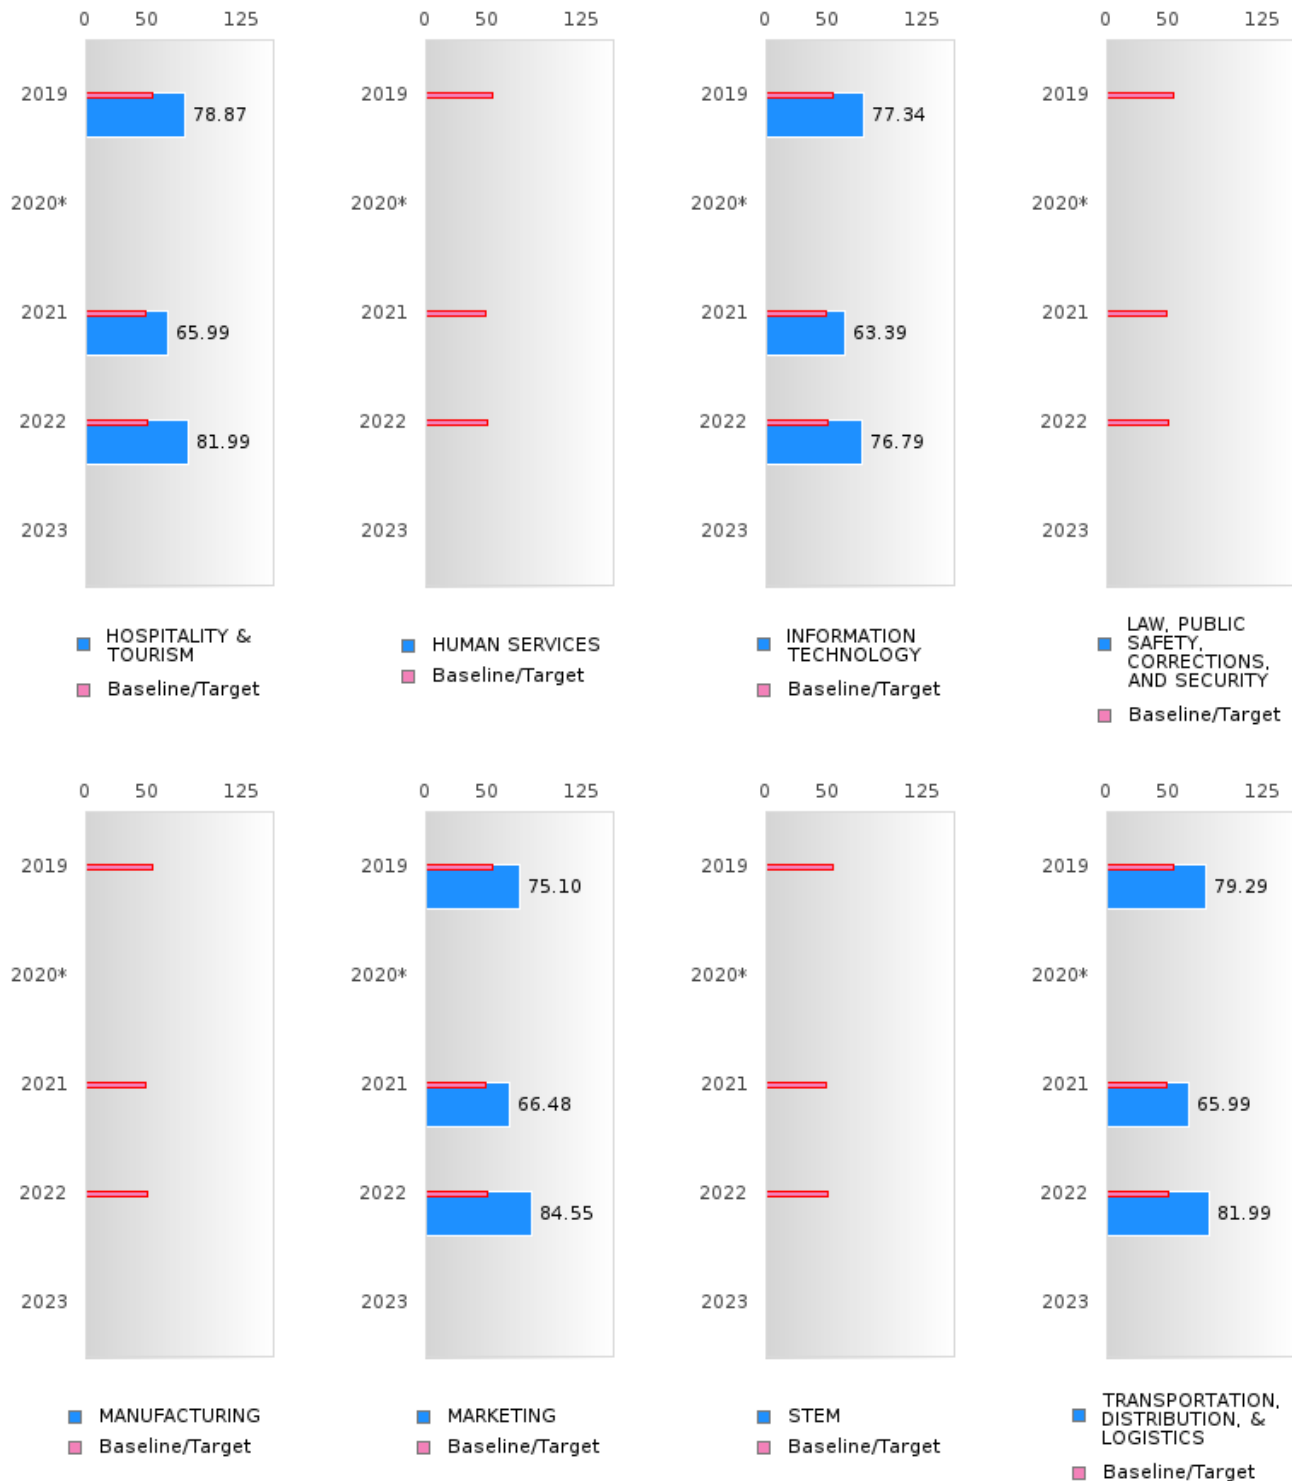 0 50 125
0 50 125
0 50 125
0 50 125
2019 78.87
2019
2019 77.34
2019
2020*
2020*
2020*
2020*
2021 65.99
2021
2021 63.39
2021
2022 81.99
2022
2022 76.79
2022
2023
2023
2023
2023
HOSPITALITY &
TOURISM
Baseline/Target
HUMAN SERVICES
Baseline/Target
INFORMATION
TECHNOLOGY
Baseline/Target
LAW, PUBLIC
SAFETY,
CORRECTIONS,
AND SECURITY
Baseline/Target
0 50 125
0 50 125
0 50 125
0 50 125
2019
2019 75.10
2019
2019 79.29
2020*
2020*
2020*
2020*
2021
2021 66.48
2021
2021 65.99
2022
2022 84.55
2022
2022 81.99
2023
2023
2023
2023
MANUFACTURING
Baseline/Target
MARKETING
Baseline/Target
STEM
Baseline/Target
TRANSPORTATION,
DISTRIBUTION, &
LOGISTICS
Baseline/Target